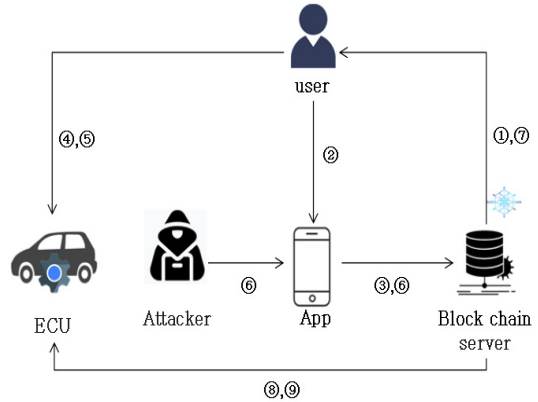 user
④,⑤
②
①,⑦
⑥
③,⑥
ECU
Attacker
App
Block chain
server
⑧,⑨